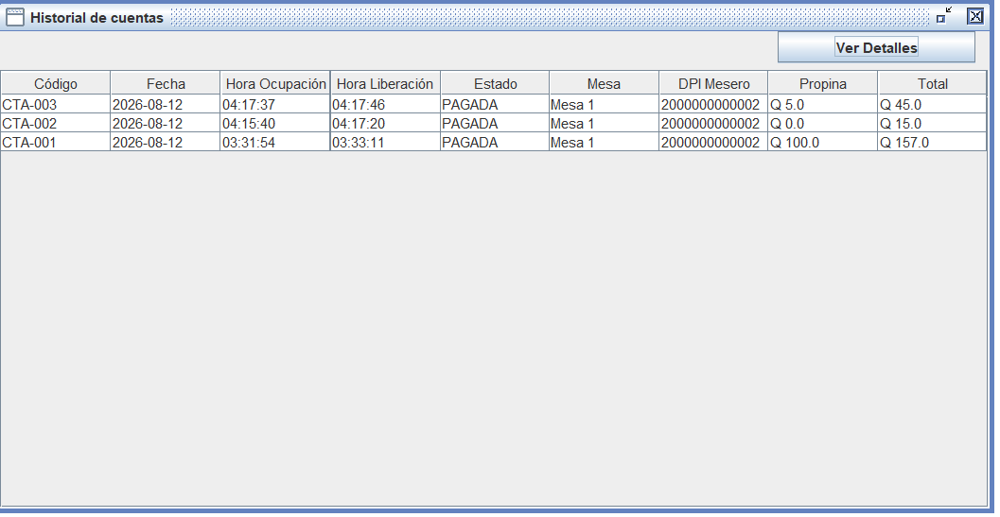 Historial de cuentas
Ver Detalles
Código Fecha Hora Ocupación Hora Liberación Estado Mesa DPI Mesero Propina Total
CTA-003 2026-08-12 04:17:37 04:17:46 PAGADA Mesa 1 2000000000002 Q 5.0 Q 45.0
CTA-002 2026-08-12 04:15:40 04:17:20 PAGADA Mesa 1 2000000000002 Q 0.0 Q 15.0
CTA-001 2026-08-12 03:31:54 03:33:11 PAGADA Mesa 1 2000000000002 Q 100.0 Q 157.0